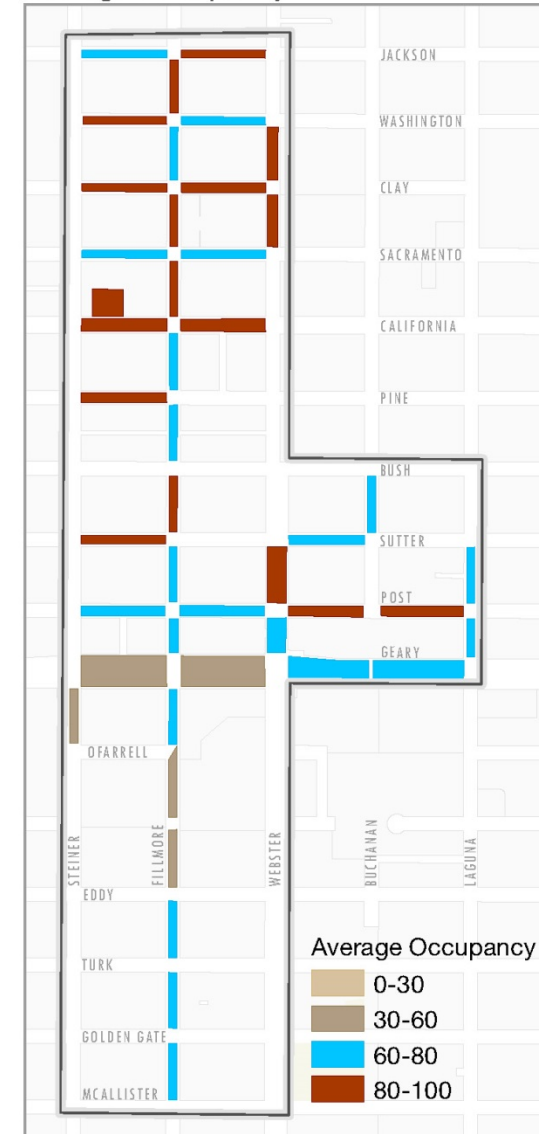 JACKSON
WASHINGTON
CLAY
SACRAMENTO
CALIFORNIA
PINE
BUSH
SUTTER
POST
GEARY
OFARRELL
STEINER
FILLMORE
WEBSTER
BUCHANAN
LAGUNA
EDDY
TURK
GOLDEN GATE
MCALLISTER
Average Occupancy
0-30
30-60
60-80
80-100